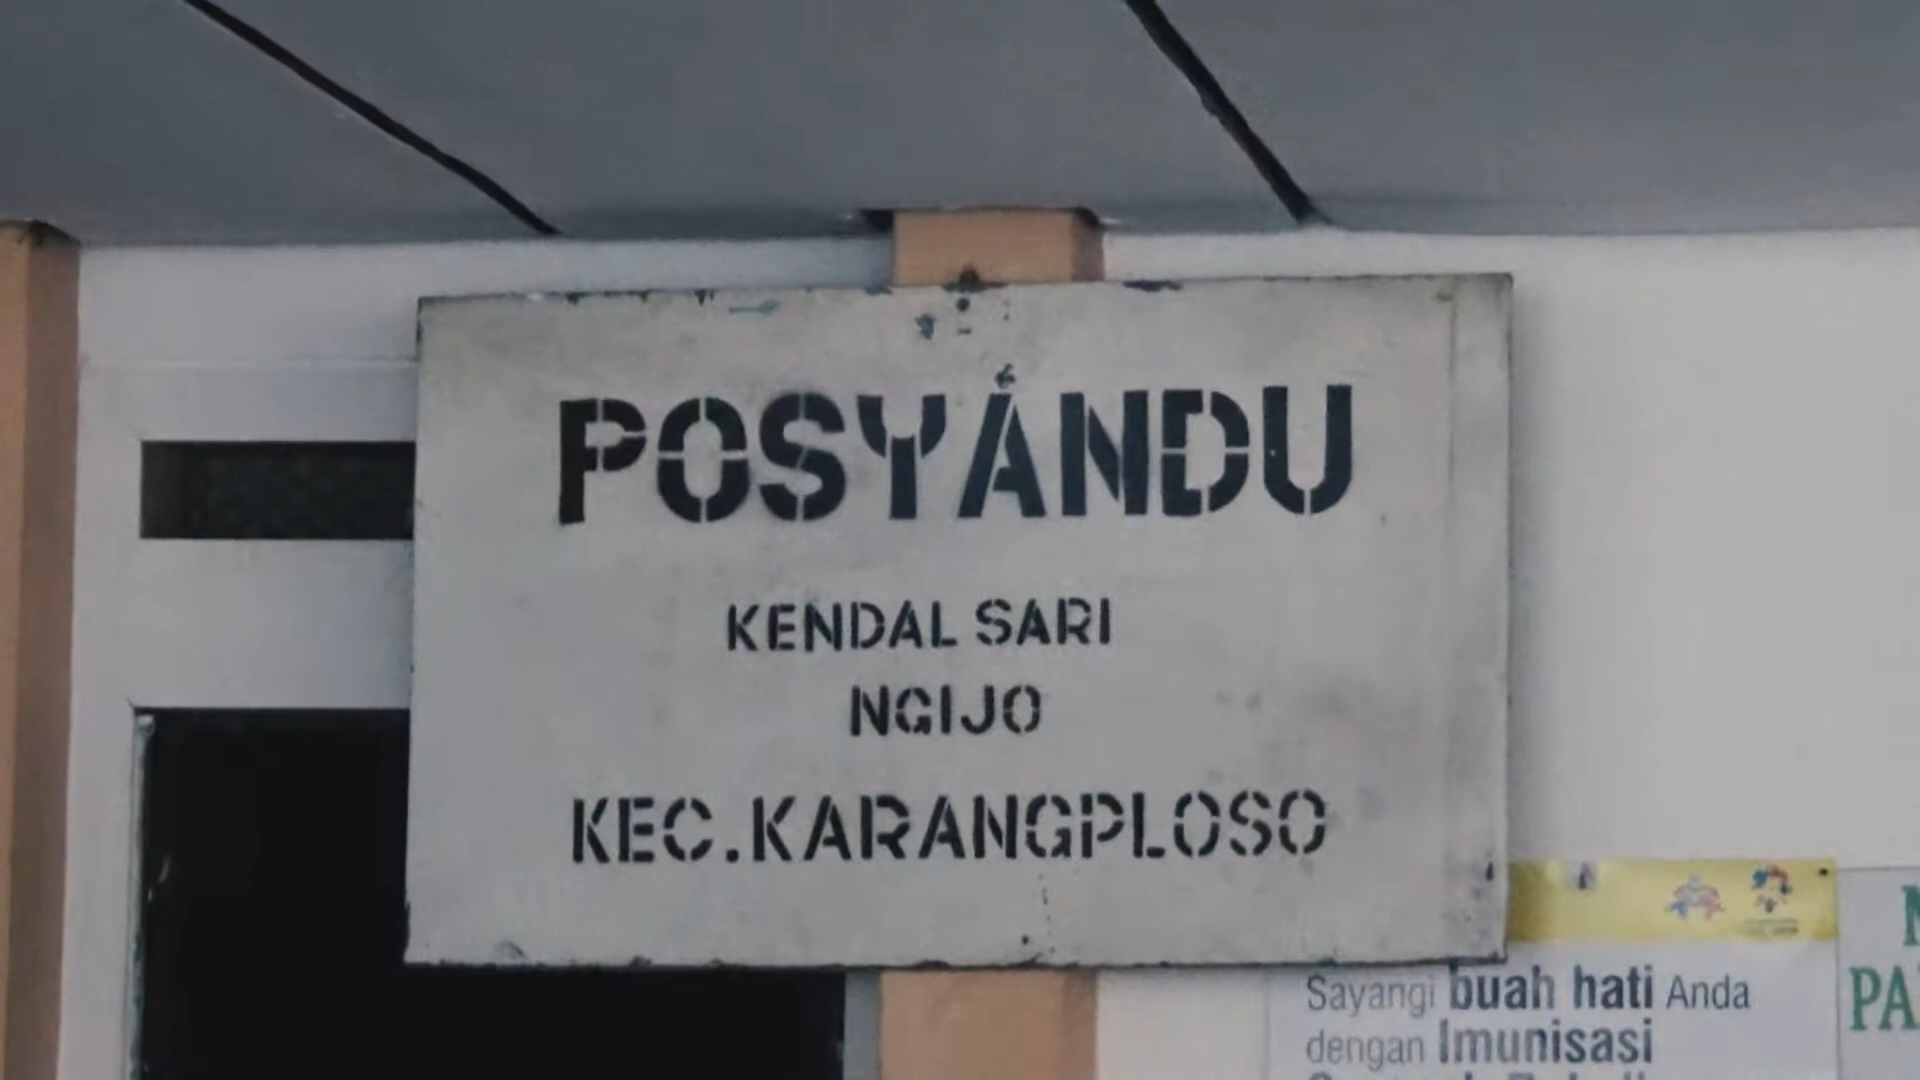 POSYANDU
KENDAL SARI
NGIJO
KEC.KARANGPLOSO
Sayangi buah hati Anda
dengan Imunisasi